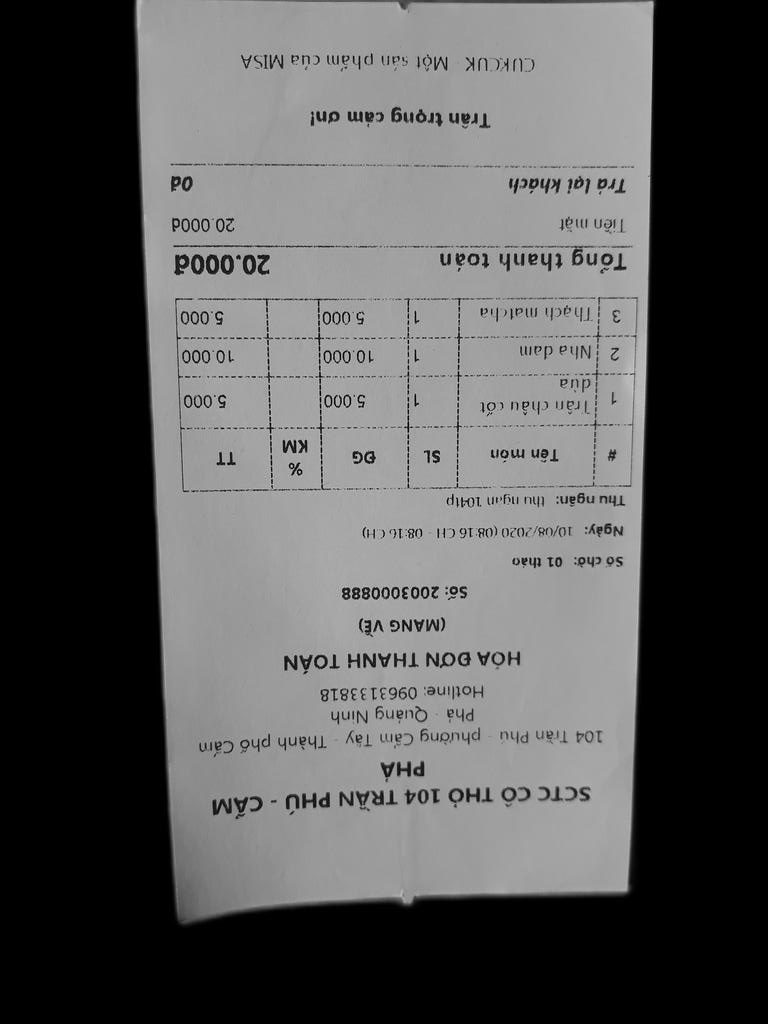 SCTC CÔ THỎ 104 TRẦN PHÚ - CẨM
PHẢ
104 Trần Phú - phường Cẩm Tây - Thành phố Cẩm
Phả - Quảng Ninh
Hotline: 0963133818
HÓA ĐƠN THANH TOÁN
(MANG VỀ)
Số: 2003000888
Số chờ: 01 thao
Ngày: 10/08/2020 (08:16 CH - 08:16 CH)
Thu ngân: thu ngan 104tp
# Tên món SL ĐG % KM TT
1 Trân châu cốt dừa 1 5.000 5.000
2 Nha đam 1 10.000 10.000
3 Thạch matcha 1 5.000 5.000
Tổng thanh toán 20.000đ
Tiền mặt 20.000đ
Trả lại khách 0đ
Trân trọng cảm ơn!
CUKCUK - Một sản phẩm của MISA